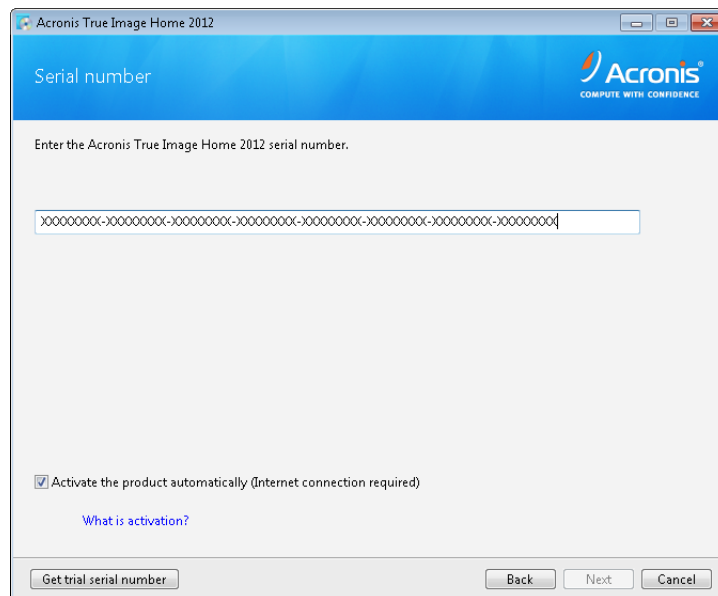 Acronis True Image Home 2012
Serial number
Acronis®
COMPUTE WITH CONFIDENCE
Enter the Acronis True Image Home 2012 serial number.
XXXXXXXX-XXXXXXXX-XXXXXXXX-XXXXXXXX-XXXXXXXX-XXXXXXXX-XXXXXXXX-XXXXXXXX
Activate the product automatically (Internet connection required)
What is activation?
Get trial serial number
Back
Next
Cancel